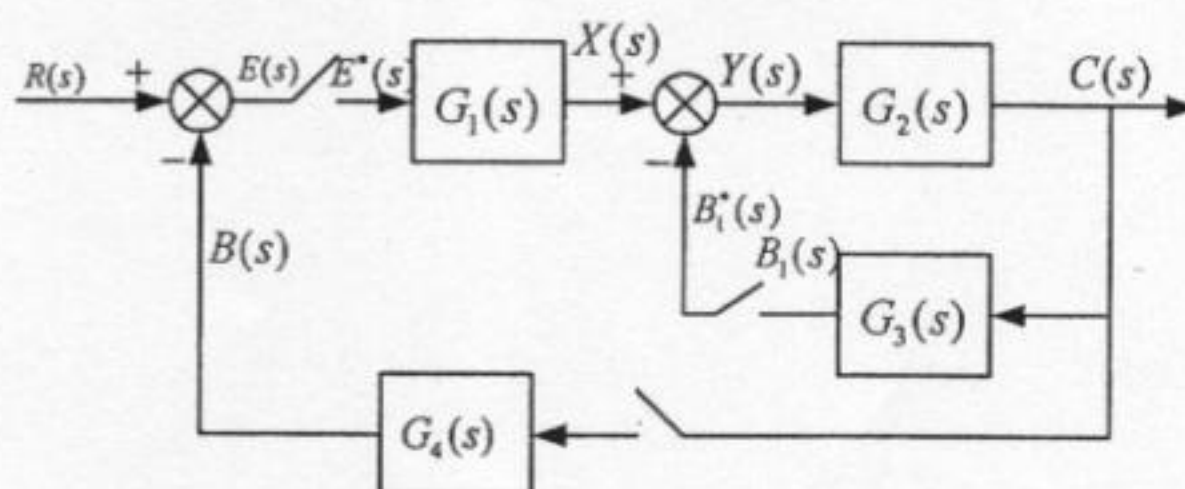 R(s)
+
−
E(s)
E*(s)
G₁(s)
X(s)
+
−
Y(s)
G₂(s)
C(s)
B₁*(s)
B(s)
B₁(s)
G₃(s)
G₄(s)